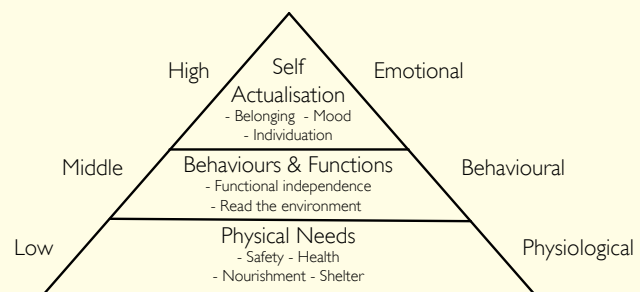 High
Self
Actualisation
Emotional
- Belonging - Mood
- Individuation
Middle
Behaviours & Functions
Behavioural
- Functional independence
- Read the environment
Low
Physical Needs
Physiological
- Safety - Health
- Nourishment - Shelter